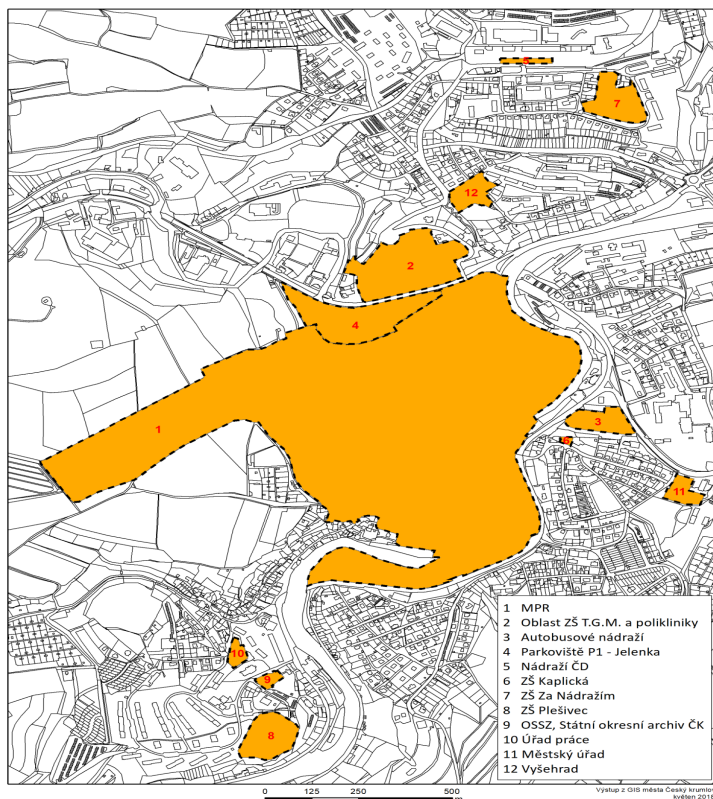 5
7
12
2
4
1
3
6
11
10
9
8
1 MPR
2 Oblast ZŠ T.G.M. a polikliniky
3 Autobusové nádraží
4 Parkoviště P1 - Jelenka
5 Nádraží ČD
6 ZŠ Kaplická
7 ZŠ Za Nádražím
8 ZŠ Plešivec
9 OSSZ, Státní okresní archiv ČK
10 Úřad práce
11 Městský úřad
12 Vyšehrad
0 125 250 500
m
Výstup z GIS města Český krumlov
květen 2018